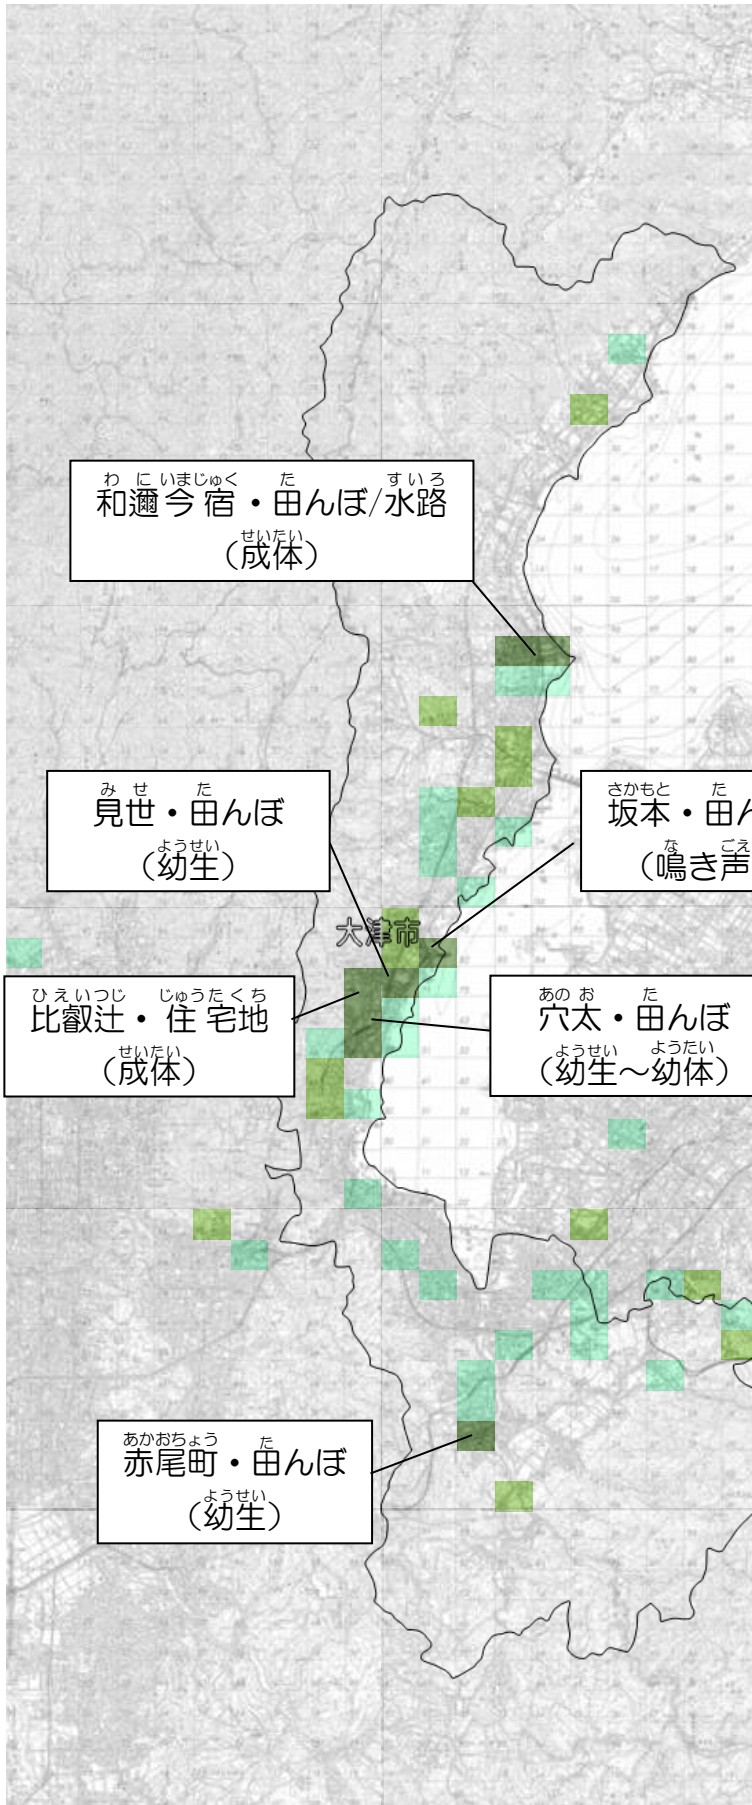 わにいまじゅく た すいろ
和邇今宿・田んぼ/水路
せいたい
(成体)
みせ た
見世・田んぼ
ようせい
(幼生)
さかもと た
坂本・田ん
な ごえ
(鳴き声
大津市
ひえいつじ じゅうたくち
比叡辻・住宅地
せいたい
(成体)
あのお た
穴太・田んぼ
ようせい ようたい
(幼生～幼体)
あかおちょう た
赤尾町・田んぼ
ようせい
(幼生)